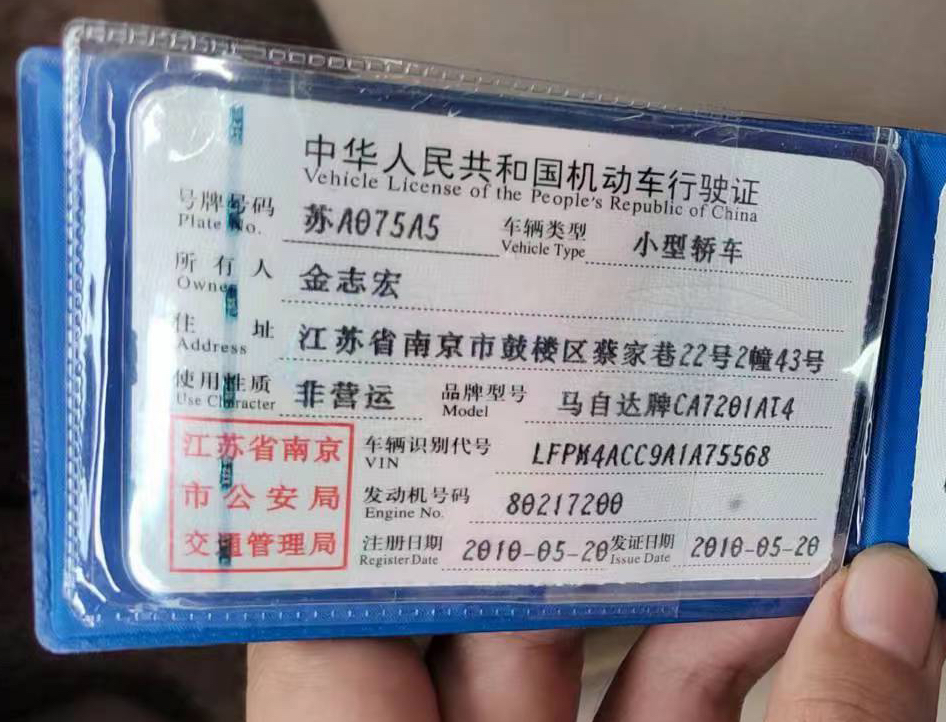 中华人民共和国机动车行驶证
Vehicle License of the People's Republic of China
号牌号码 苏A075A5 车辆类型 小型轿车
Plate No. Vehicle Type
所有人 金志宏
Owner
住址 江苏省南京市鼓楼区蔡家巷22号2幢43号
Address
使用性质 非营运 品牌型号 马自达牌CA7201AT4
Use Character Model
江苏省南京 车辆识别代号 LFPM4ACC9A1A75568
VIN
市公安局 发动机号码 80217200
Engine No.
交通管理局 注册日期 2010-05-20 发证日期 2010-05-20
Register Date Issue Date